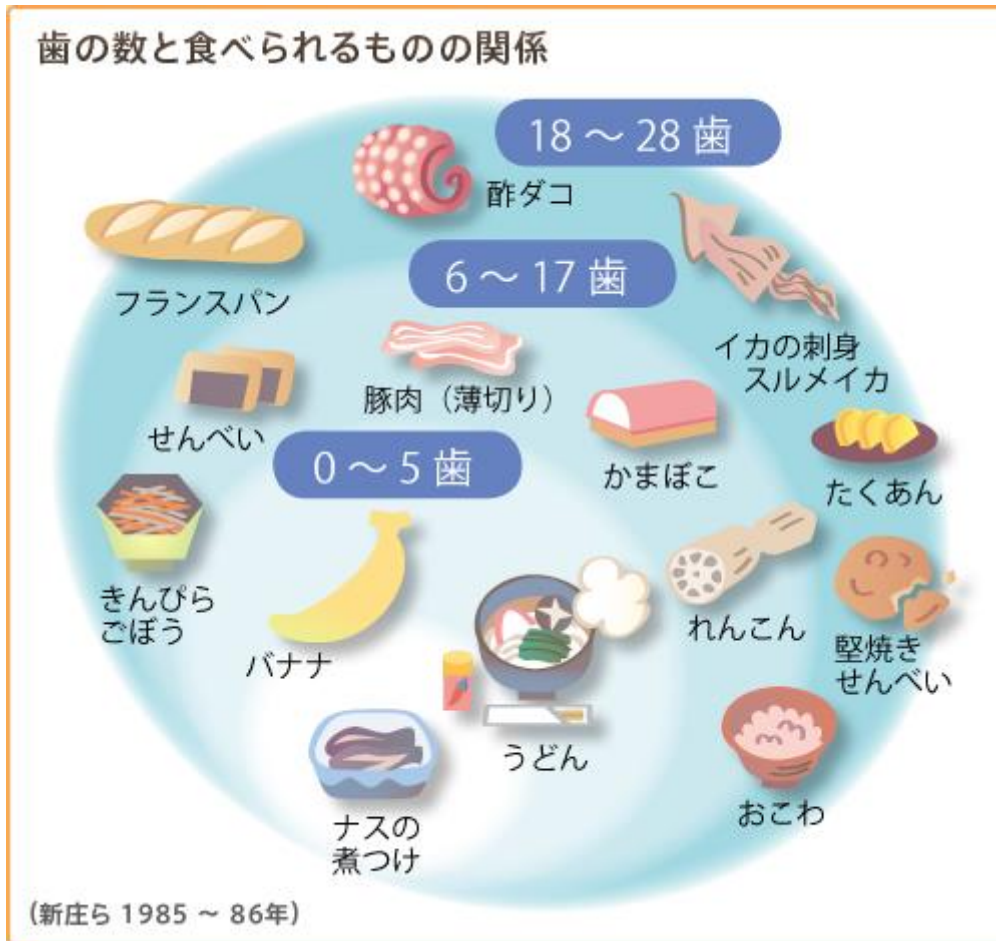 歯の数と食べられるものの関係
18～28歯
酢ダコ
フランスパン
イカの刺身
スルメイカ
6～17歯
豚肉（薄切り）
せんべい
かまぼこ
たくあん
0～5歯
きんぴら
ごぼう
バナナ
れんこん
堅焼き
せんべい
うどん
おこわ
ナスの
煮つけ
（新庄ら 1985 ～ 86年）